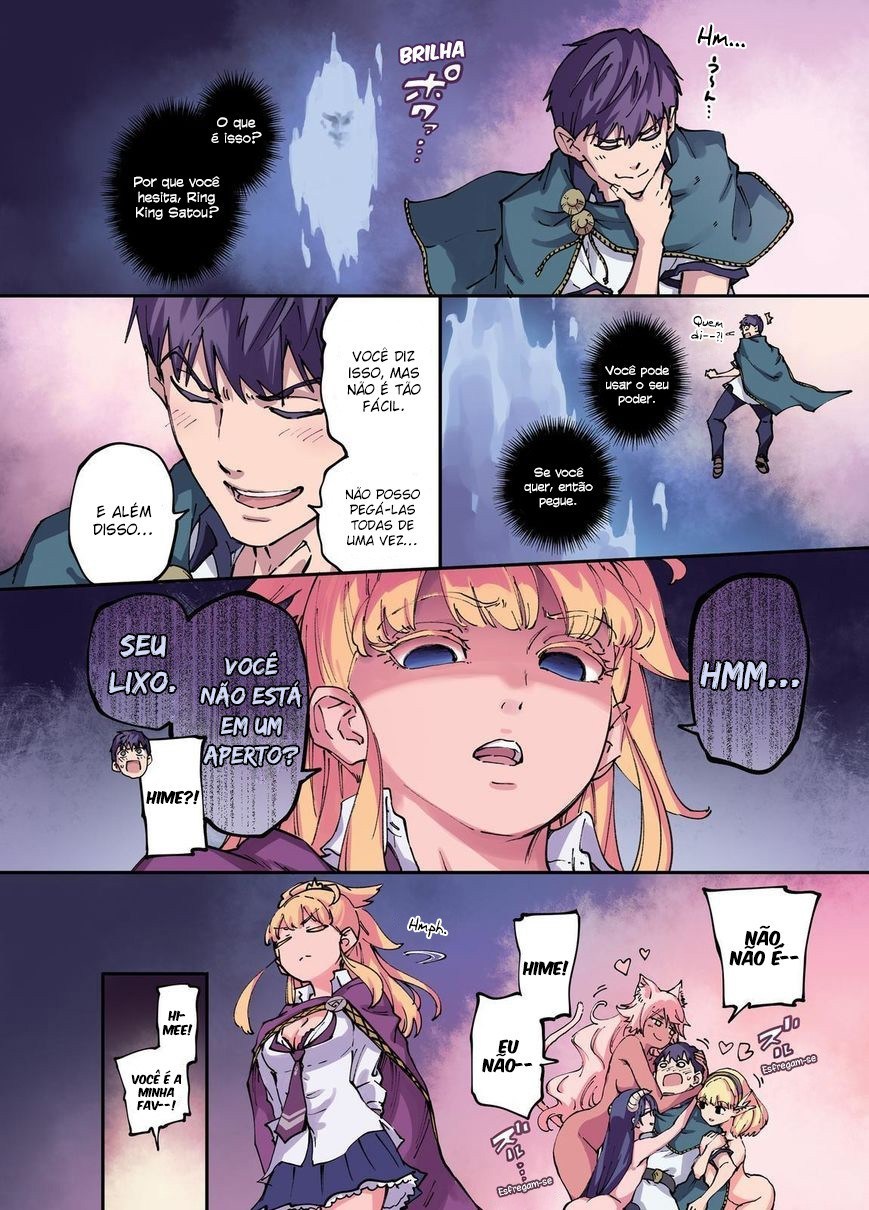 HM...
う〜ん...
BRILHA
ポウッ...
O que
é isso?
Por que você
hesita, Ring
King Satou?
Quem
di--?!
Você pode
usar o seu
poder.
Se você
quer, então
pegue.
VOCÊ DIZ
ISSO, MAS
NÃO É TÃO
FÁCIL.
NÃO POSSO
PEGÁ-LAS
TODAS DE
UMA VEZ...
E ALÉM
DISSO...
HMM...
VOCÊ
NÃO ESTÁ
EM UM
APERTO?
SEU
LIXO.
HIME?!
NÃO,
NÃO É--
HIME!
EU
NÃO--
ズリ
ズリ...
Esfregam-se
Esfregam-se
Hmph.
HI-
MEE!
VOCÊ É A
MINHA
FAV--!